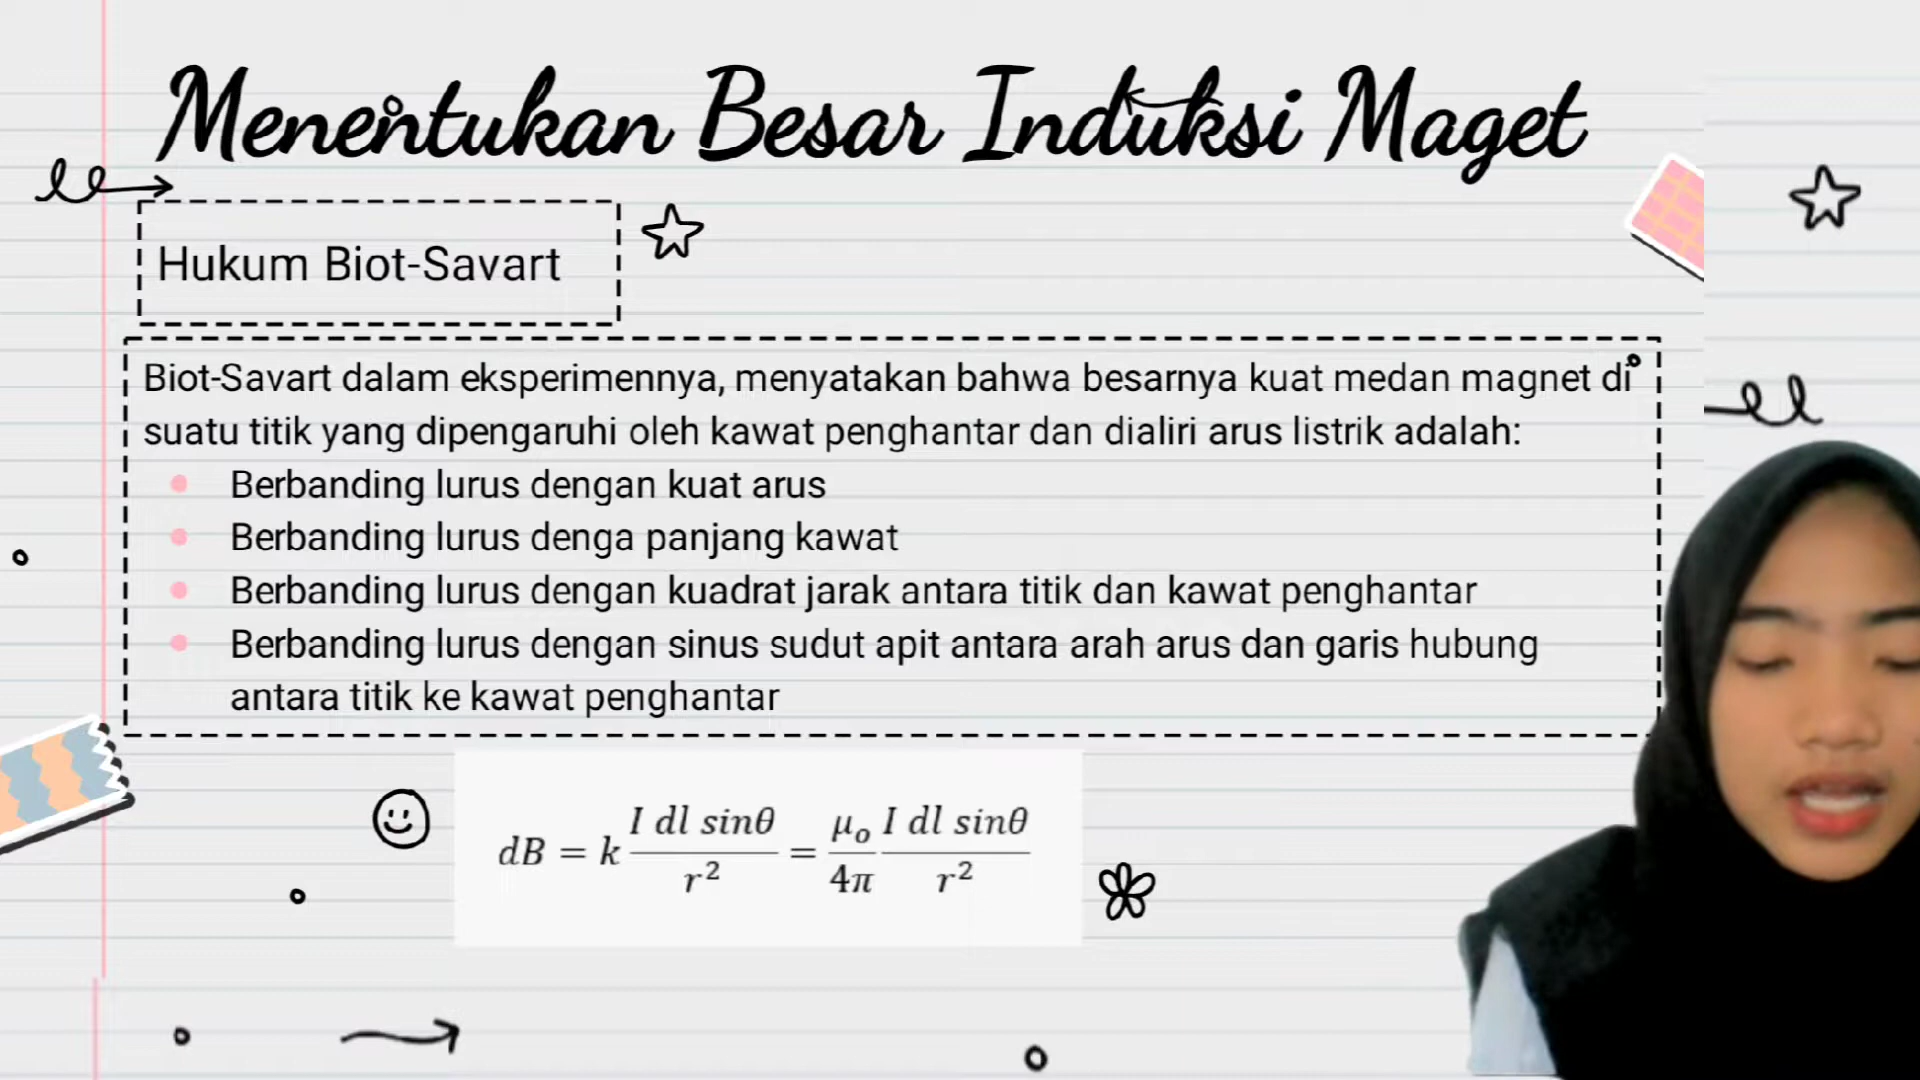 Menentukan Besar Induksi Maget
Hukum Biot-Savart
Biot-Savart dalam eksperimennya, menyatakan bahwa besarnya kuat medan magnet di
suatu titik yang dipengaruhi oleh kawat penghantar dan dialiri arus listrik adalah:
Berbanding lurus dengan kuat arus
Berbanding lurus denga panjang kawat
Berbanding lurus dengan kuadrat jarak antara titik dan kawat penghantar
Berbanding lurus dengan sinus sudut apit antara arah arus dan garis hubung
antara titik ke kawat penghantar
dB = k I dl sinθ / r² = μₒ / 4π I dl sinθ / r²